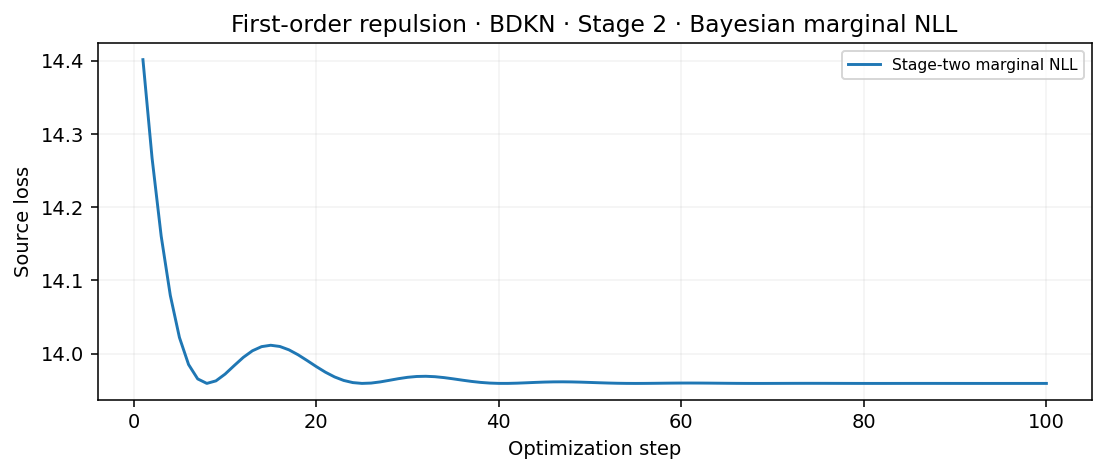 First-order repulsion · BDKN · Stage 2 · Bayesian marginal NLL
Stage-two marginal NLL
Source loss
14.4
14.3
14.2
14.1
14.0
0 20 40 60 80 100
Optimization step